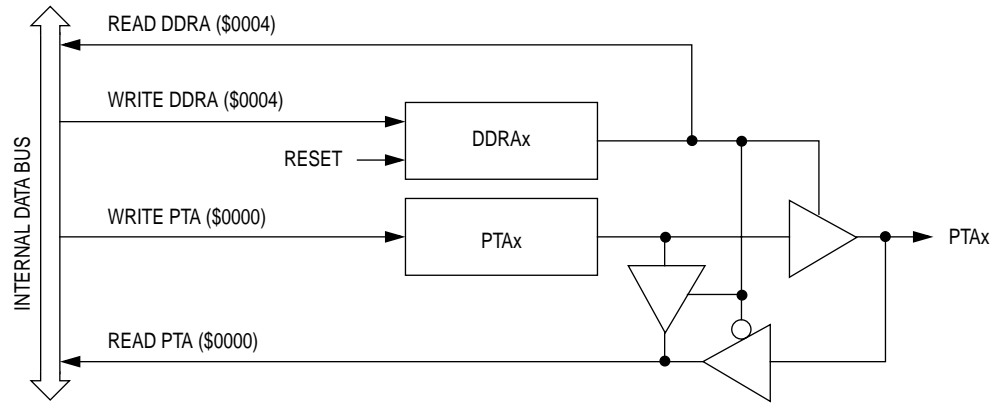 READ DDRA ($0004)
WRITE DDRA ($0004)
DDRAx
RESET
INTERNAL DATA BUS
WRITE PTA ($0000)
PTAx
PTAx
READ PTA ($0000)